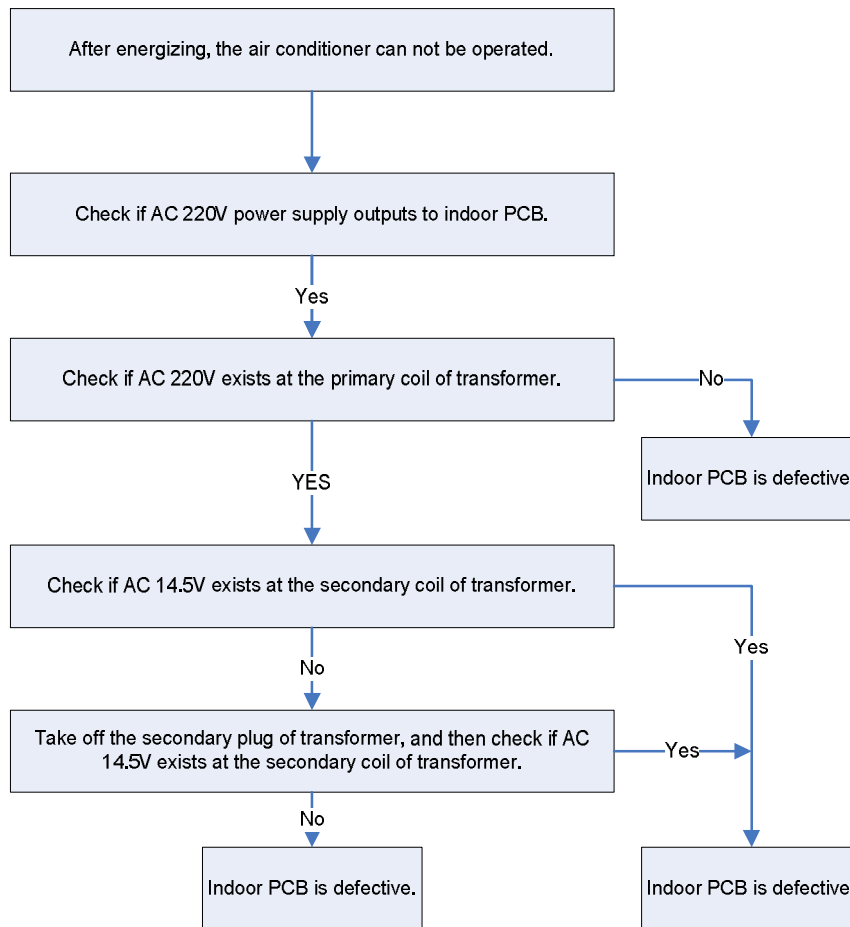 After energizing, the air conditioner can not be operated.
Check if AC 220V power supply outputs to indoor PCB.
Yes
Check if AC 220V exists at the primary coil of transformer.
No
Indoor PCB is defective
YES
Check if AC 14.5V exists at the secondary coil of transformer.
Yes
No
Take off the secondary plug of transformer, and then check if AC
14.5V exists at the secondary coil of transformer.
Yes
No
Indoor PCB is defective.
Indoor PCB is defective